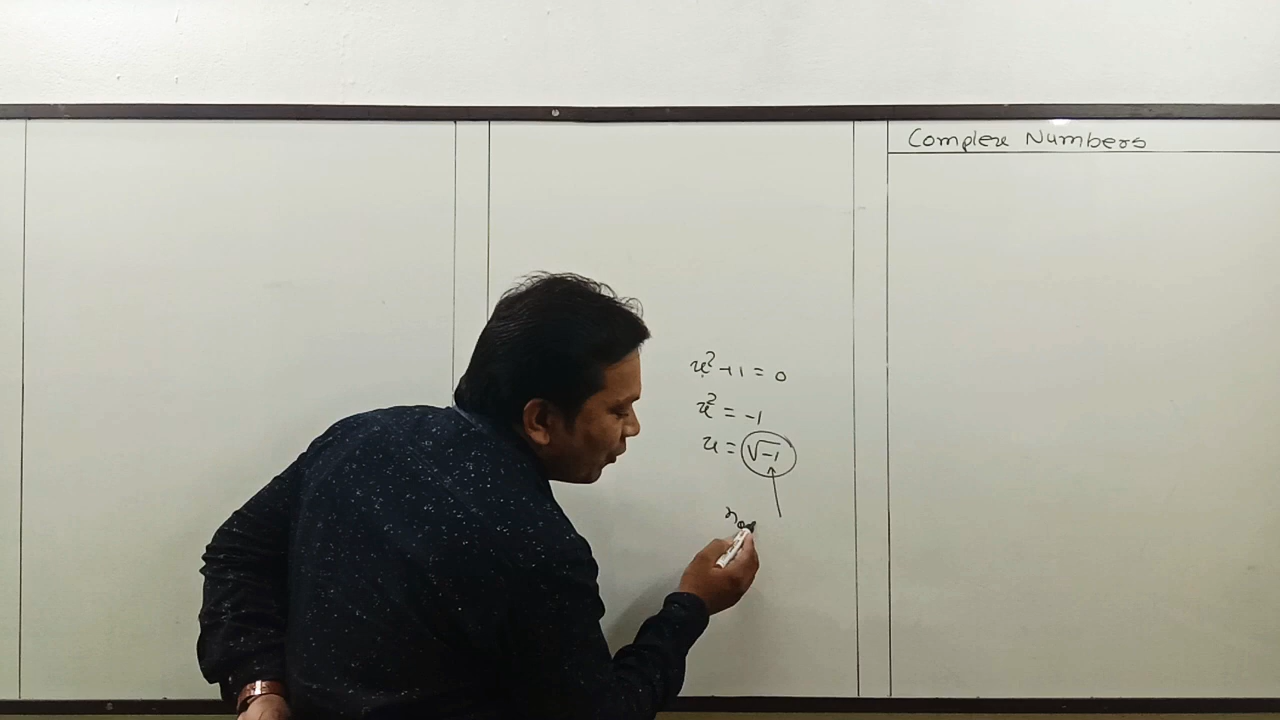 Complex Numbers
x² + 1 = 0
x² = -1
x = √-1